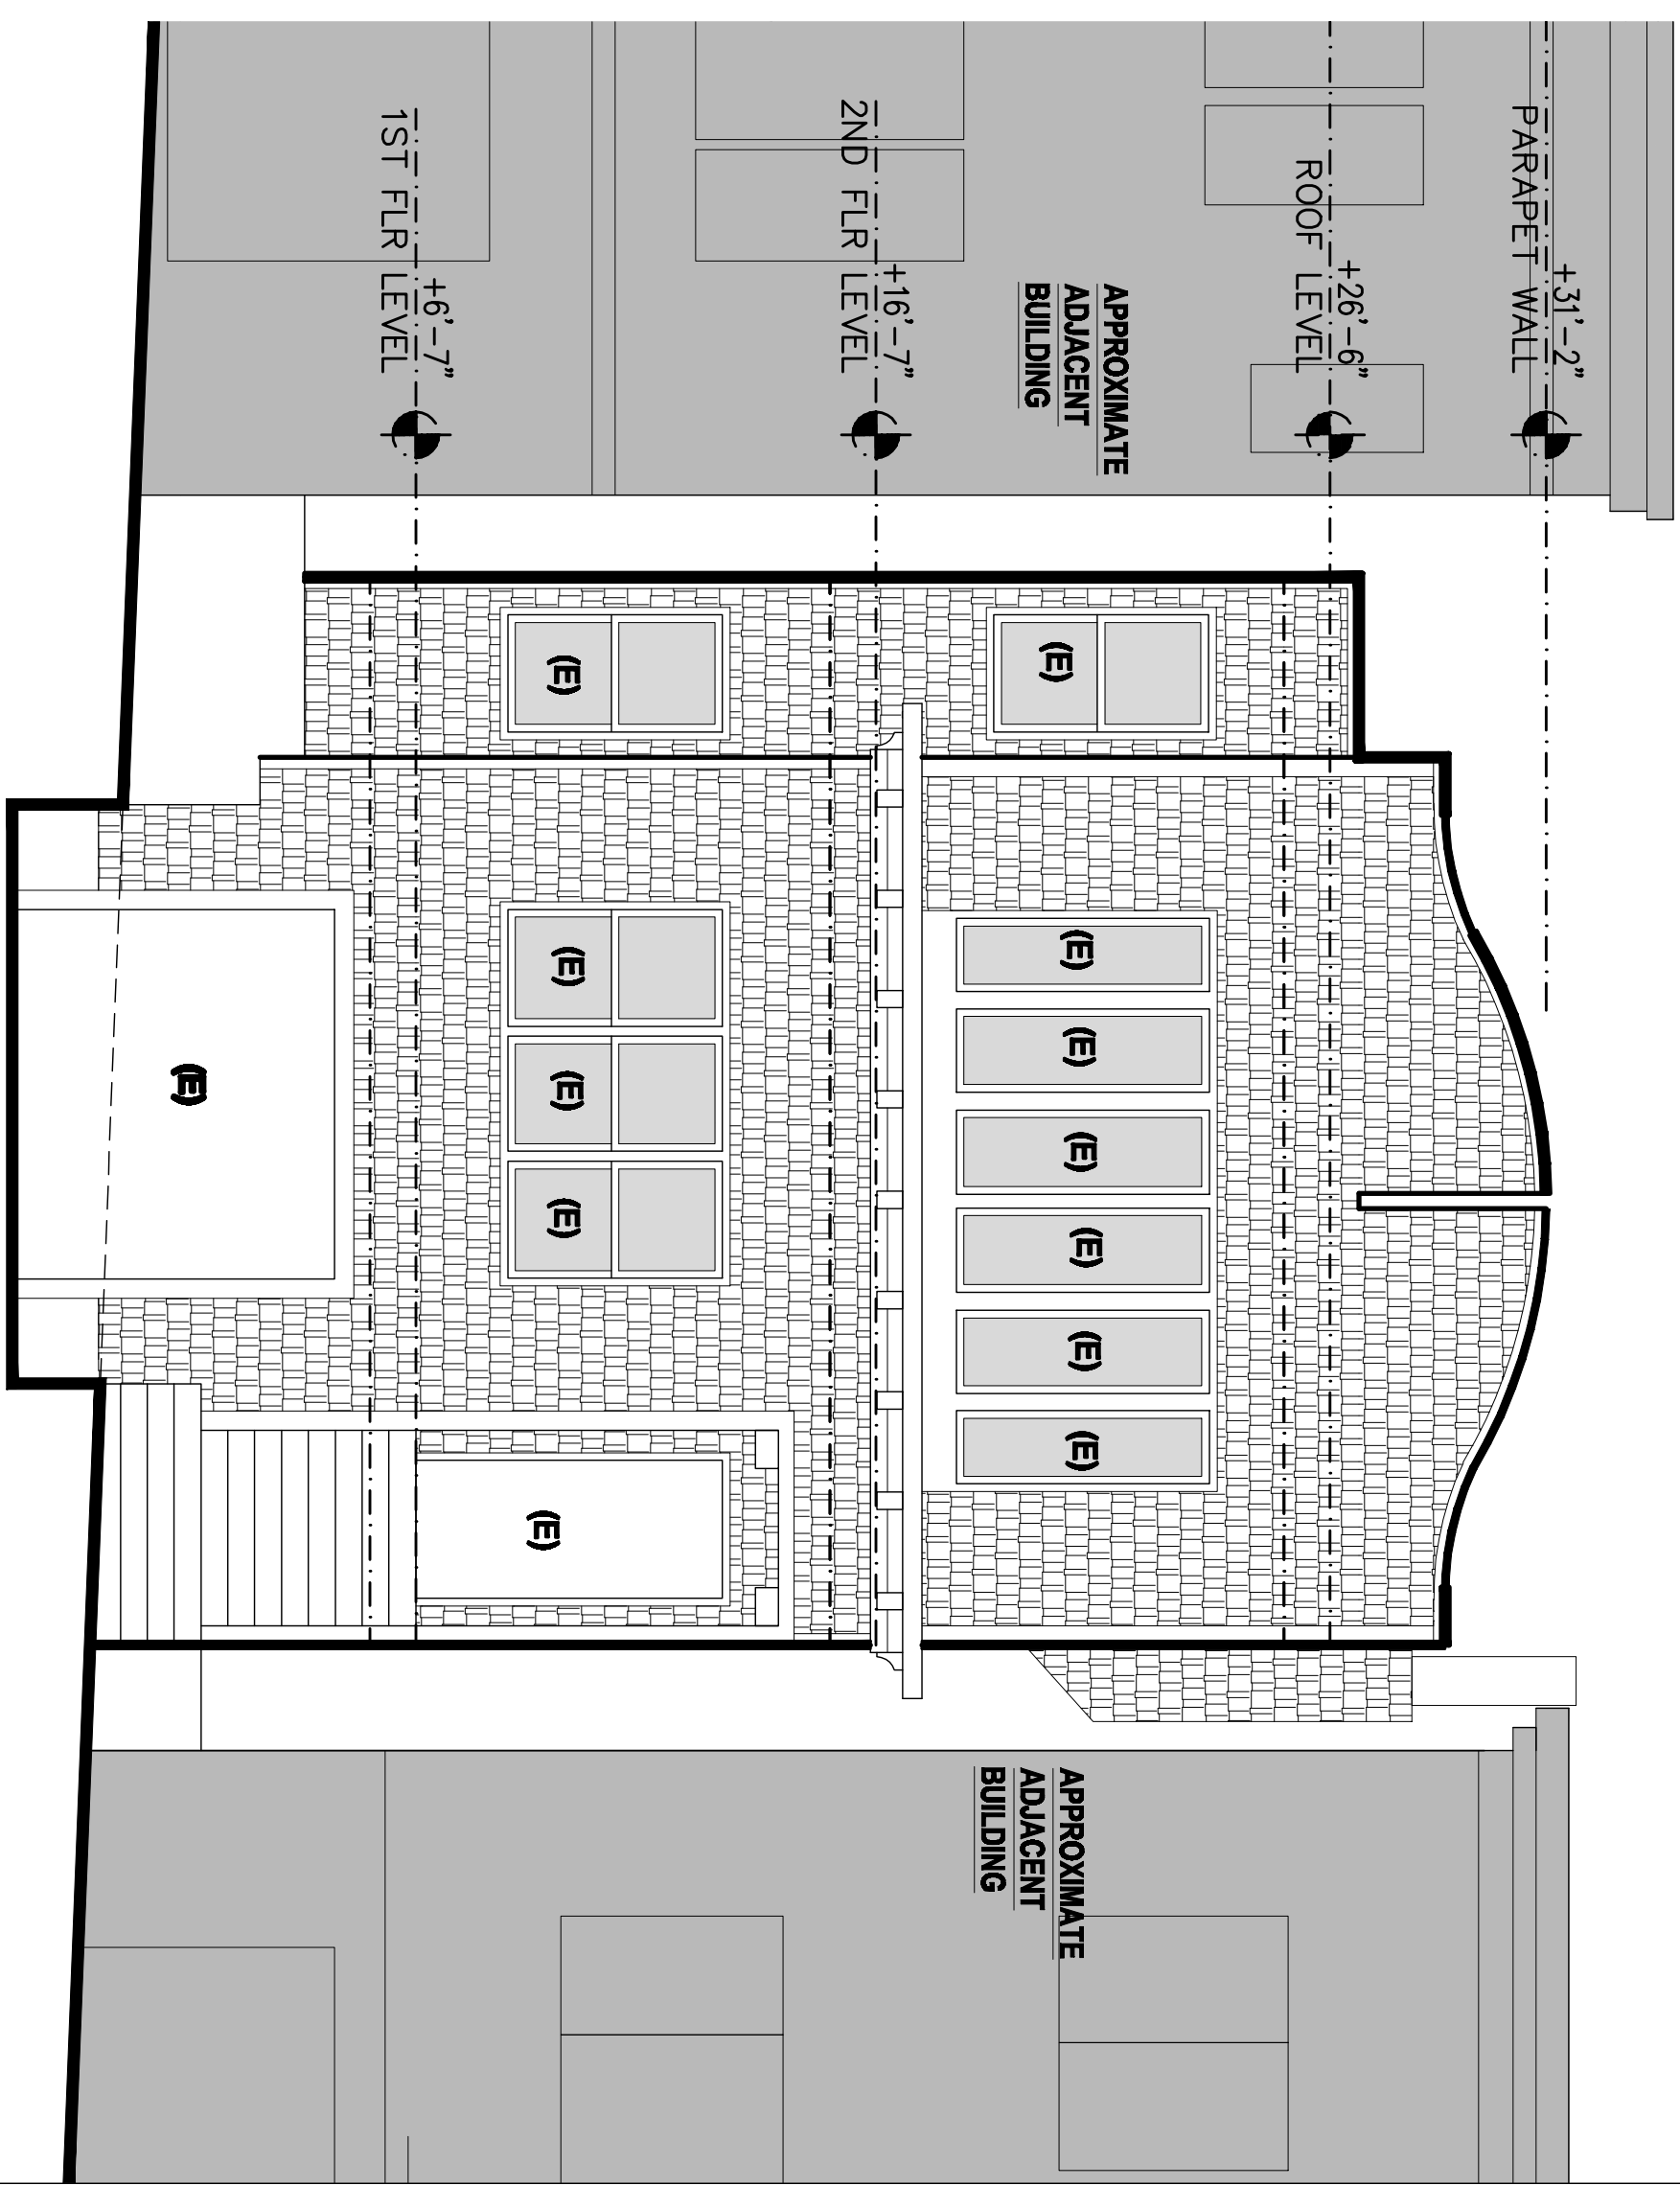 +31'-2"
PARAPET WALL
+26'-6"
ROOF LEVEL
APPROXIMATE
ADJACENT
BUILDING
+16'-7"
2ND FLR LEVEL
+6'-7"
1ST FLR LEVEL
(E)
(E)
(E)
(E)
(E)
(E)
(E)
(E)
(E)
(E)
(E)
(E)
(E)
APPROXIMATE
ADJACENT
BUILDING